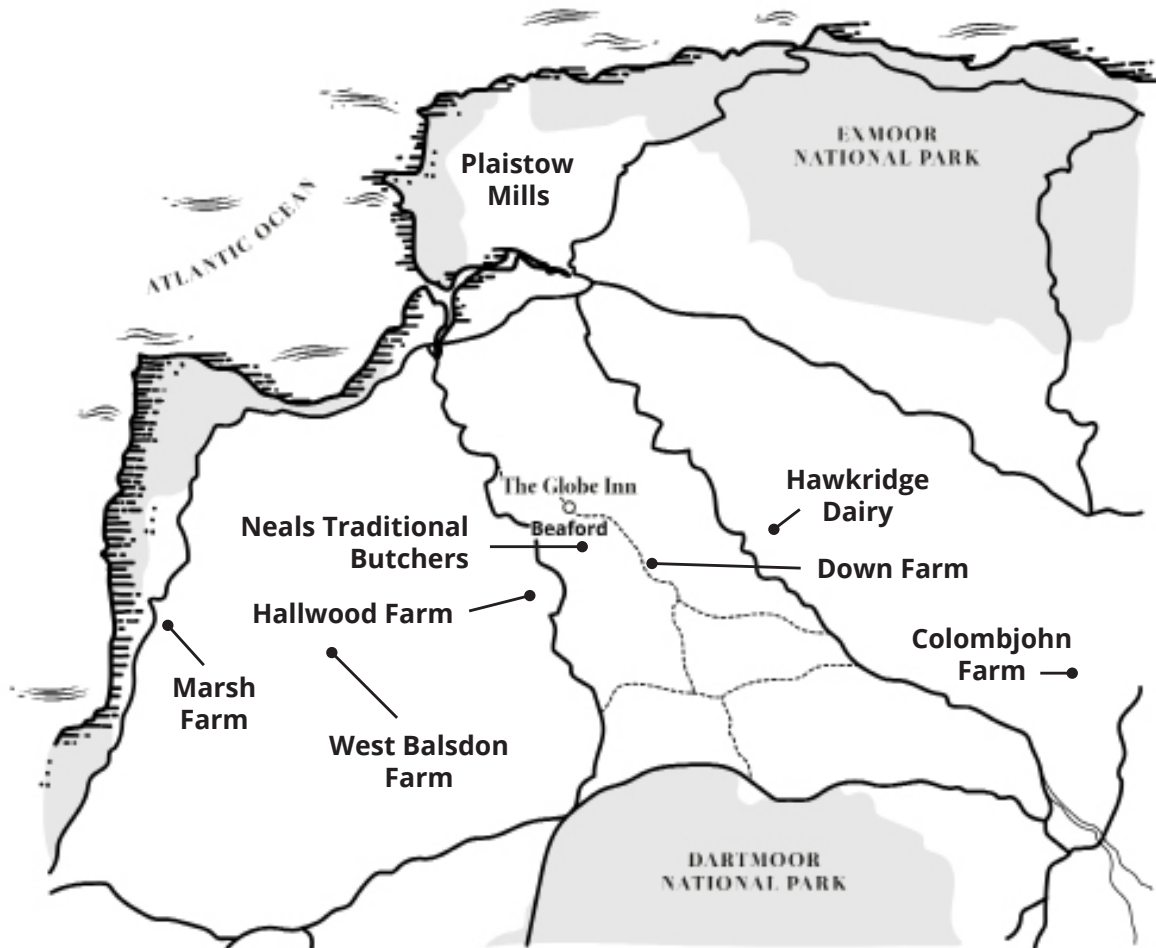 EXMOOR
NATIONAL PARK
Plaistow
Mills
ATLANTIC OCEAN
Hawkridge
Dairy
The Globe Inn
Beaford
Neals Traditional
Butchers
Down Farm
Hallwood Farm
Colombjohn
Farm
Marsh
Farm
West Balsdon
Farm
DARTMOOR
NATIONAL PARK